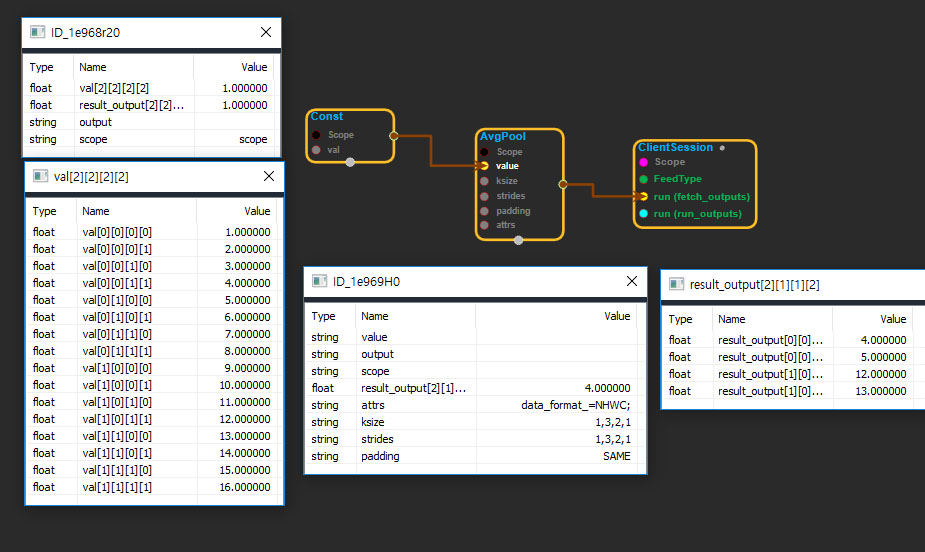 ID_1e968r20
Type Name Value
float val[2][2][2][2] 1.000000
float result_output[2][2]... 1.000000
string output
string scope scope
val[2][2][2][2]
Type Name Value
float val[0][0][0][0] 1.000000
float val[0][0][0][1] 2.000000
float val[0][0][1][0] 3.000000
float val[0][0][1][1] 4.000000
float val[0][1][0][0] 5.000000
float val[0][1][0][1] 6.000000
float val[0][1][1][0] 7.000000
float val[0][1][1][1] 8.000000
float val[1][0][0][0] 9.000000
float val[1][0][0][1] 10.000000
float val[1][0][1][0] 11.000000
float val[1][0][1][1] 12.000000
float val[1][1][0][0] 13.000000
float val[1][1][0][1] 14.000000
float val[1][1][1][0] 15.000000
float val[1][1][1][1] 16.000000
Const
Scope
val
AvgPool
Scope
value
ksize
strides
padding
attrs
ClientSession
Scope
FeedType
run (fetch_outputs)
run (run_outputs)
ID_1e969H0
Type Name Value
string value
string output
string scope
float result_output[2][1]... 4.000000
string attrs data_format_=NHWC;
string ksize 1,3,2,1
string strides 1,3,2,1
string padding SAME
result_output[2][1][1][2]
Type Name Value
float result_output[0][0]... 4.000000
float result_output[0][0]... 5.000000
float result_output[1][0]... 12.000000
float result_output[1][0]... 13.000000